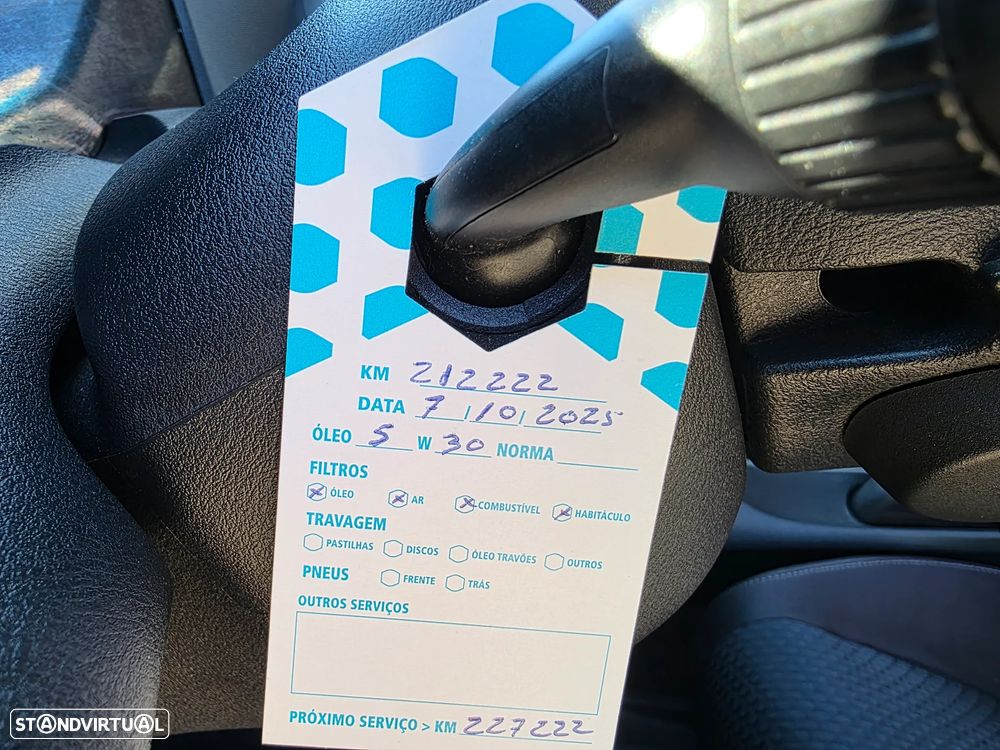 KM 212222
DATA 7 / 10 / 2025
ÓLEO 5 W 30 NORMA
FILTROS
ÓLEO AR COMBUSTÍVEL HABITÁCULO
TRAVAGEM
PASTILHAS DISCOS ÓLEO TRAVÕES OUTROS
PNEUS FRENTE TRÁS
OUTROS SERVIÇOS
PRÓXIMO SERVIÇO > KM 227222
STANDVIRTUAL